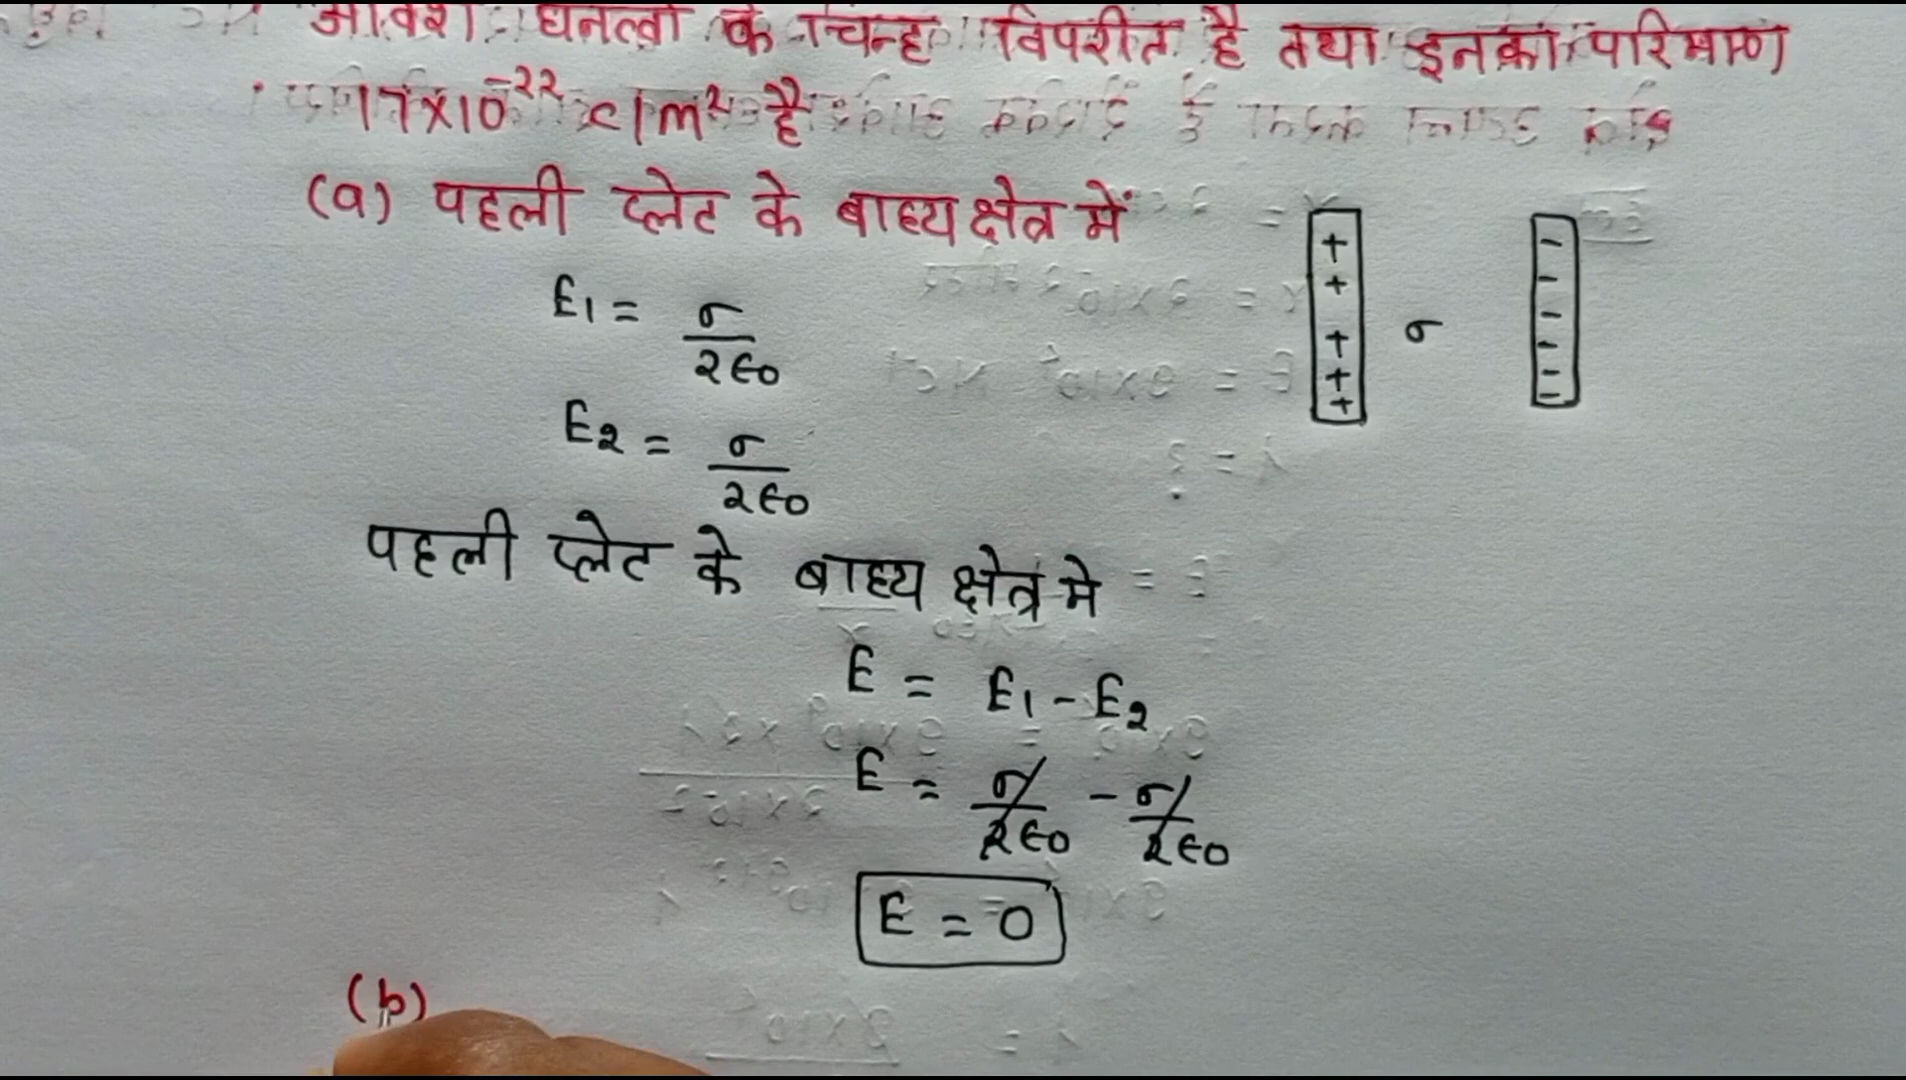 आवेश घनत्वो के चिन्ह विपरीत है तथा इनका परिमाण
17×10⁻²² c/m² है
(a) पहली प्लेट के बाह्य क्षेत्र में
E₁ = σ/2ϵ₀
E₂ = σ/2ϵ₀
+ + + + +
σ
- - - - - -
पहली प्लेट के बाह्य क्षेत्र मे
E = E₁ - E₂
E = σ/2ϵ₀ - σ/2ϵ₀
E = 0
(b)